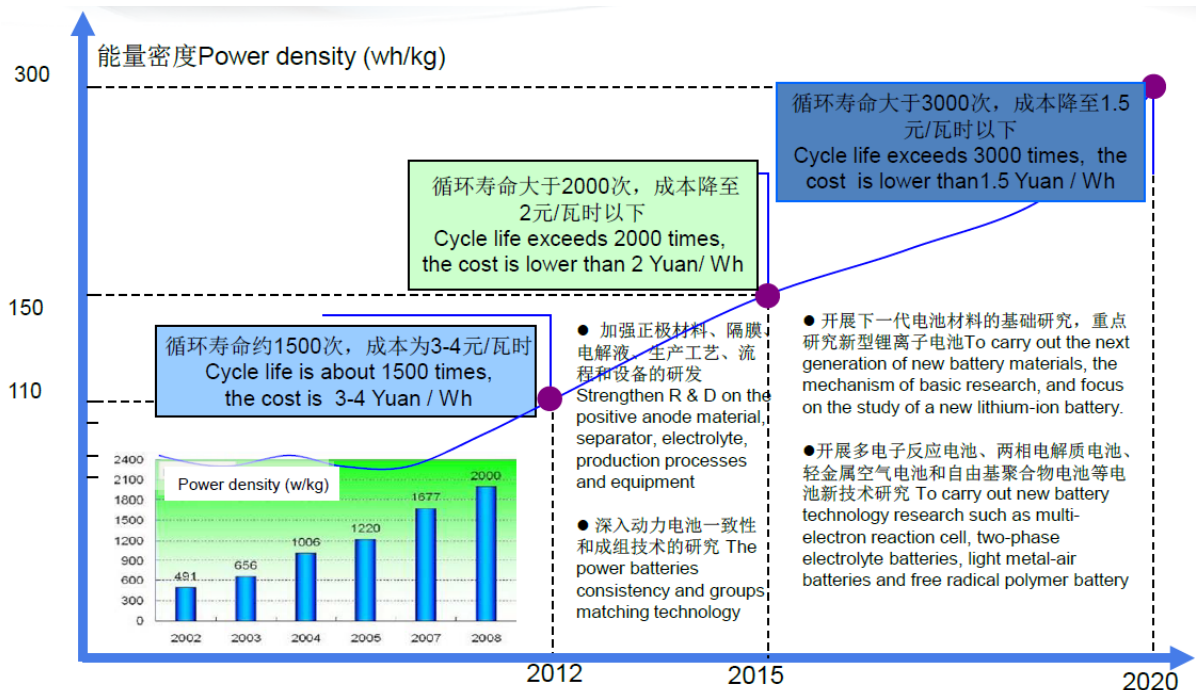 能量密度Power density (wh/kg)
300
150
110
循环寿命大于3000次，成本降至1.5
元/瓦时以下
Cycle life exceeds 3000 times, the
cost is lower than1.5 Yuan / Wh
循环寿命大于2000次，成本降至
2元/瓦时以下
Cycle life exceeds 2000 times,
the cost is lower than 2 Yuan/ Wh
循环寿命约1500次，成本为3-4元/瓦时
Cycle life is about 1500 times,
the cost is 3-4 Yuan / Wh
● 加强正极材料、隔膜、
电解液、生产工艺、流
程和设备的研发
Strengthen R & D on the
positive anode material,
separator, electrolyte,
production processes
and equipment
● 深入动力电池一致性
和成组技术的研究 The
power batteries
consistency and groups
matching technology
● 开展下一代电池材料的基础研究，重点
研究新型锂离子电池To carry out the next
generation of new battery materials, the
mechanism of basic research, and focus
on the study of a new lithium-ion battery.
●开展多电子反应电池、两相电解质电池、
轻金属空气电池和自由基聚合物电池等电
池新技术研究 To carry out new battery
technology research such as multi-
electron reaction cell, two-phase
electrolyte batteries, light metal-air
batteries and free radical polymer battery
Power density (w/kg)
2400
2100
1800
1500
1200
900
600
300
0
491
656
1006
1220
1677
2000
2002
2003
2004
2005
2007
2008
2012
2015
2020